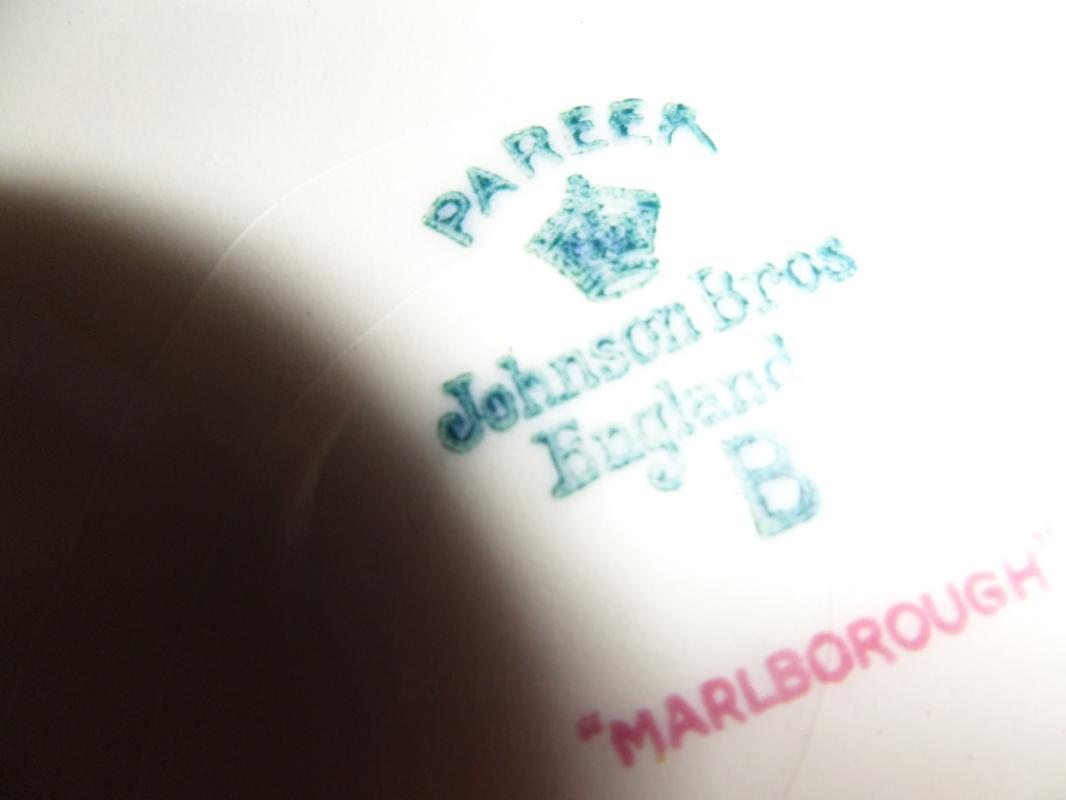 PAREEK
Johnson Bros
England
B
"MARLBOROUGH"